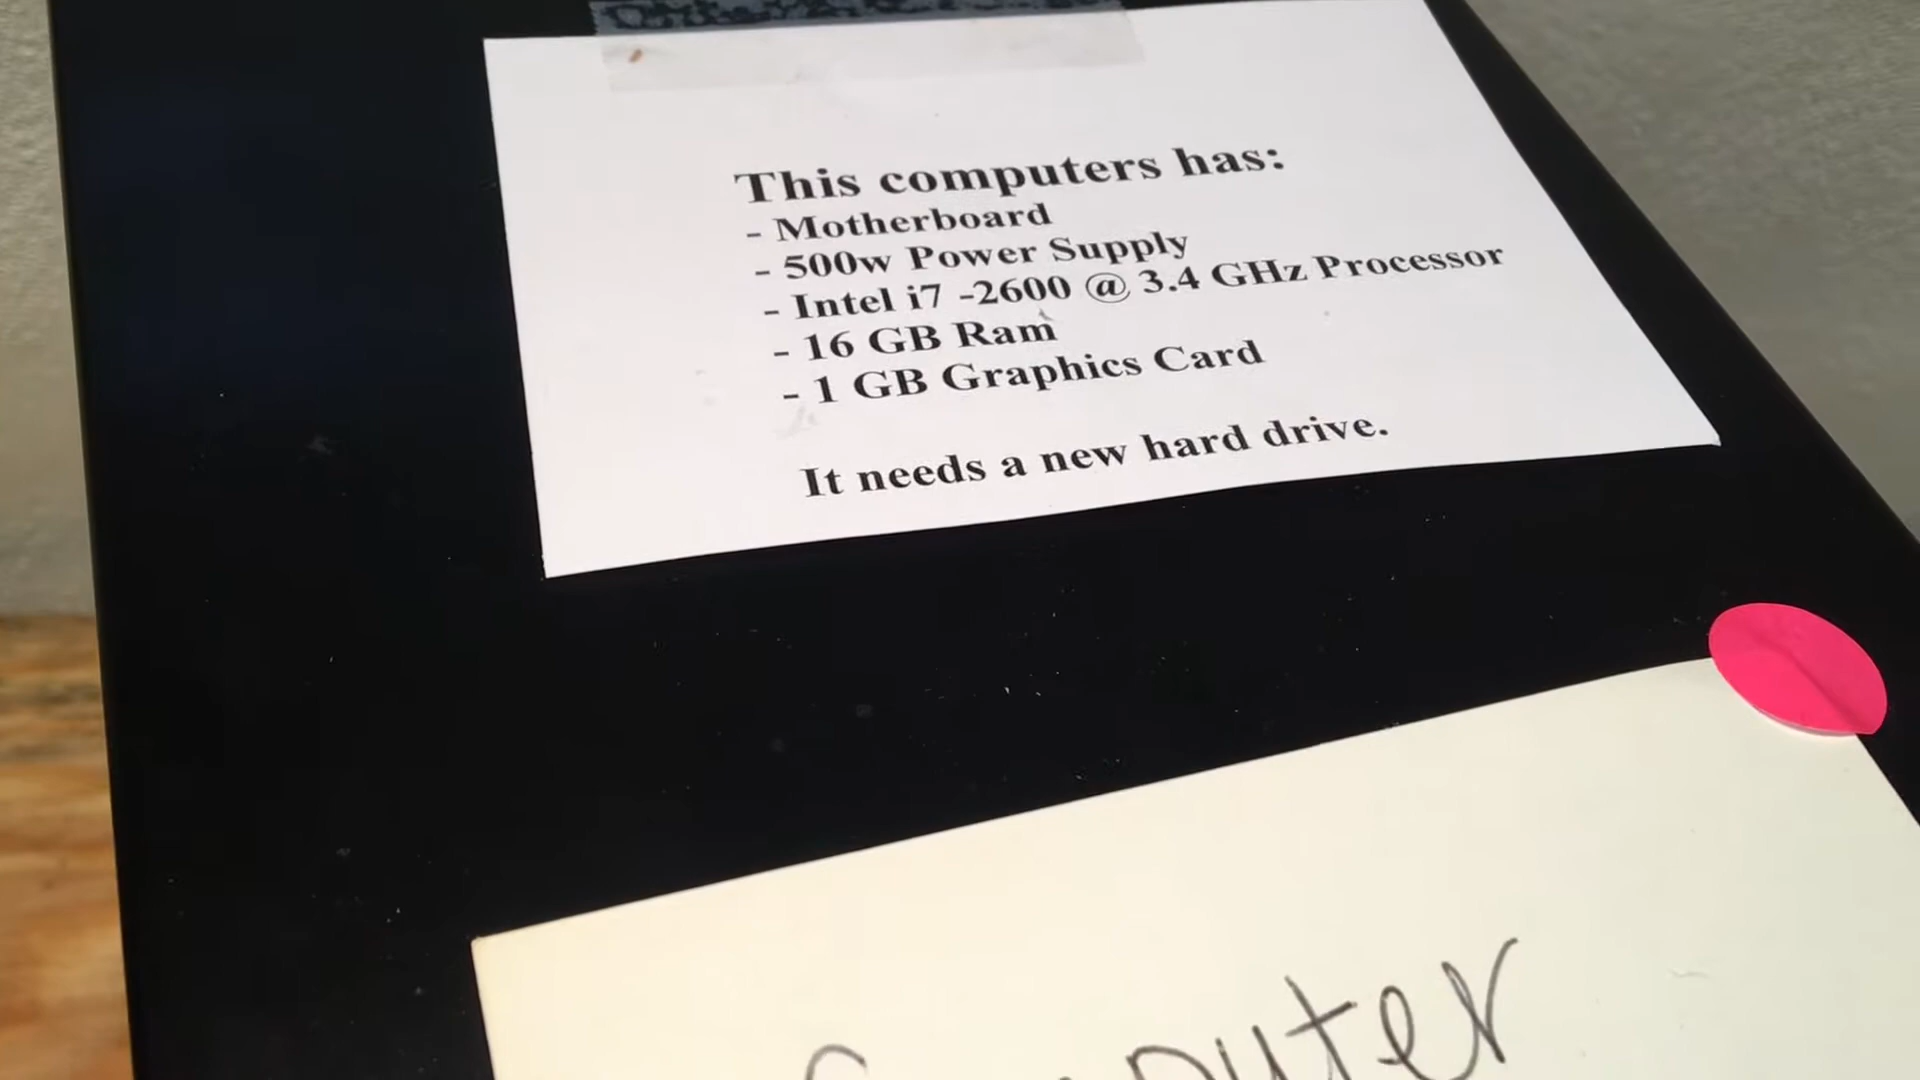 This computers has:
- Motherboard
- 500w Power Supply
- Intel i7 -2600 @ 3.4 GHz Processor
- 16 GB Ram
- 1 GB Graphics Card
It needs a new hard drive.
Computer